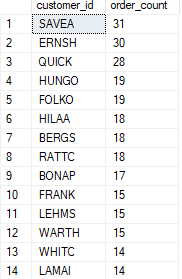 customer_id order_count
1 SAVEA 31
2 ERNSH 30
3 QUICK 28
4 HUNGO 19
5 FOLKO 19
6 HILAA 18
7 BERGS 18
8 RATTC 18
9 BONAP 17
10 FRANK 15
11 LEHMS 15
12 WARTH 15
13 WHITC 14
14 LAMAI 14